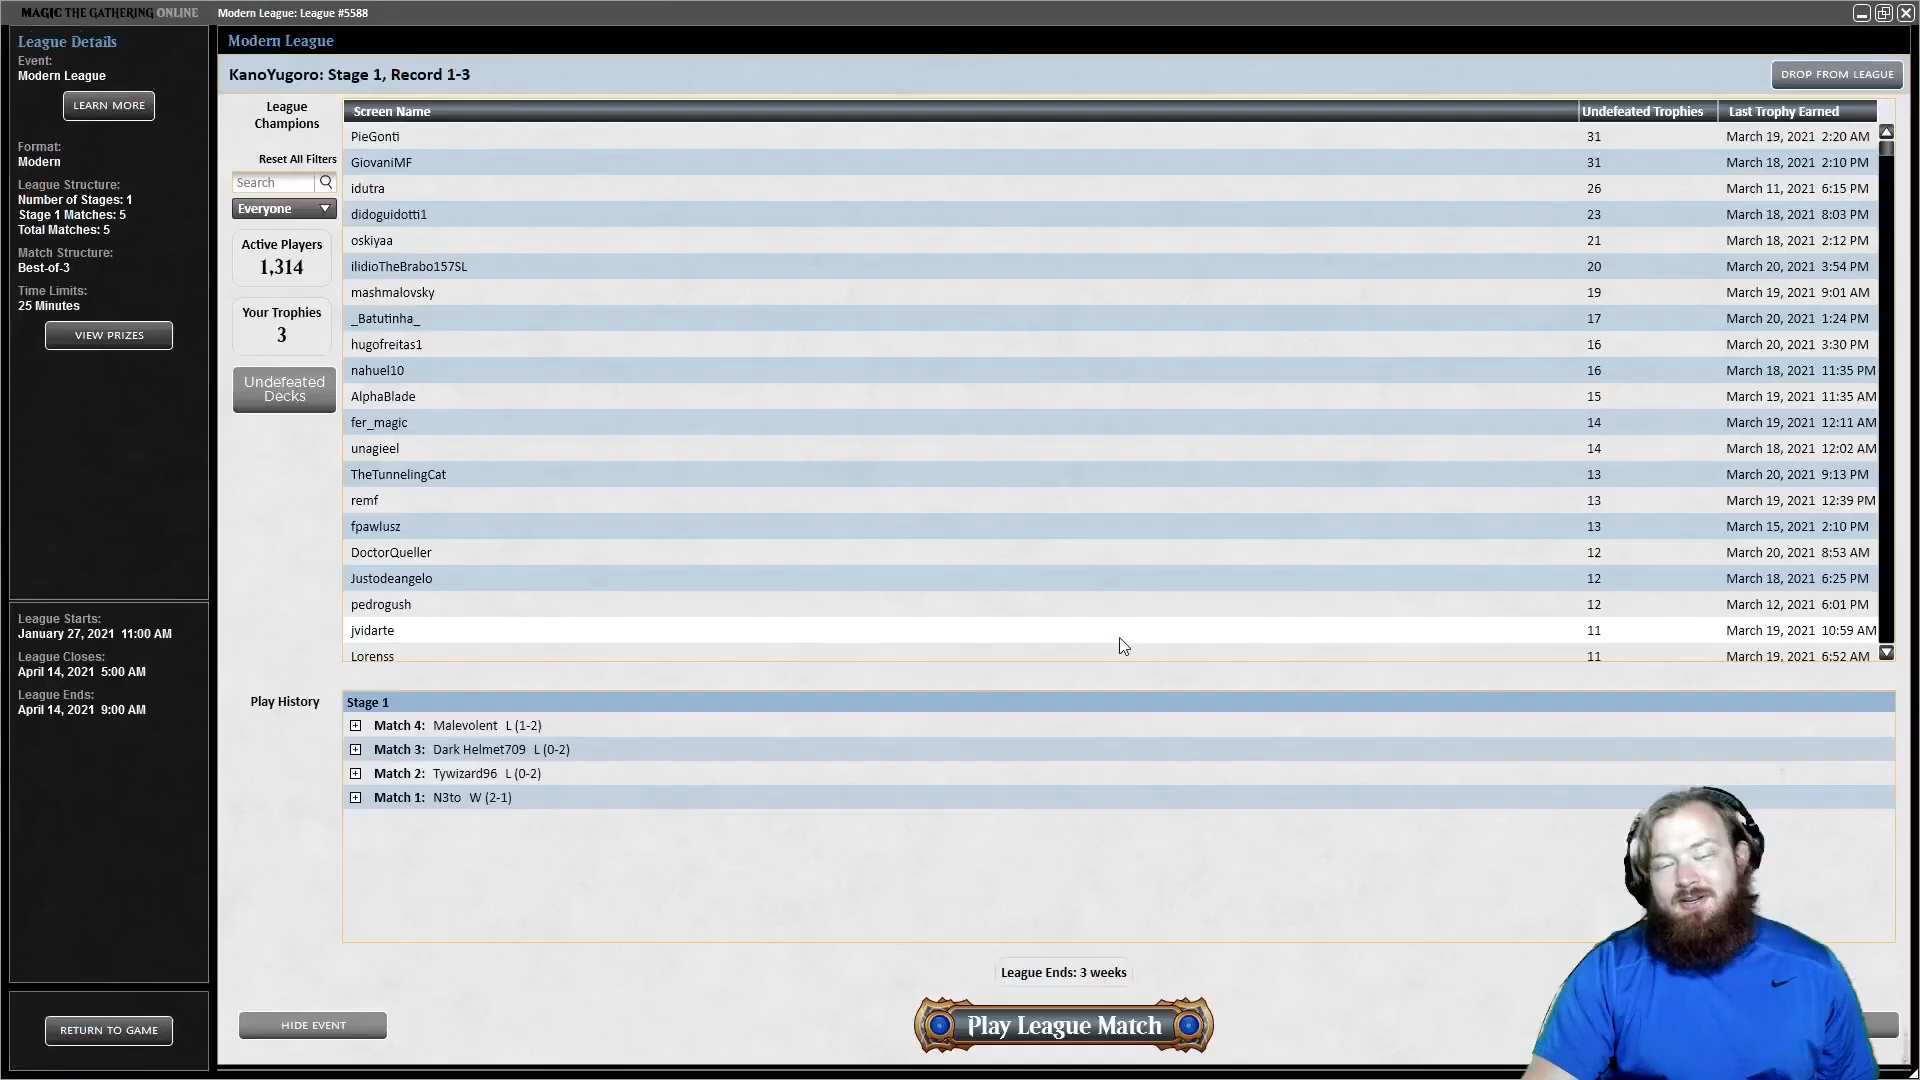 MAGIC THE GATHERING ONLINE
Modern League: League #5588
League Details
Event:
Modern League
LEARN MORE
Format:
Modern
League Structure:
Number of Stages: 1
Stage 1 Matches: 5
Total Matches: 5
Match Structure:
Best-of-3
Time Limits:
25 Minutes
VIEW PRIZES
League Starts:
January 27, 2021 11:00 AM
League Closes:
April 14, 2021 5:00 AM
League Ends:
April 14, 2021 9:00 AM
RETURN TO GAME
Modern League
KanoYugoro: Stage 1, Record 1-3
DROP FROM LEAGUE
League
Champions
Reset All Filters
Search
Everyone
Active Players
1,314
Your Trophies
3
Undefeated
Decks
Screen Name Undefeated Trophies Last Trophy Earned
PieGonti 31 March 19, 2021 2:20 AM
GiovaniMF 31 March 18, 2021 2:10 PM
idutra 26 March 11, 2021 6:15 PM
didoguidotti1 23 March 18, 2021 8:03 PM
oskiyaa 21 March 18, 2021 2:12 PM
ilidioTheBrabo157SL 20 March 20, 2021 3:54 PM
mashmalovsky 19 March 19, 2021 9:01 AM
_Batutinha_ 17 March 20, 2021 1:24 PM
hugofreitas1 16 March 20, 2021 3:30 PM
nahuel10 16 March 18, 2021 11:35 PM
AlphaBlade 15 March 19, 2021 11:35 AM
fer_magic 14 March 19, 2021 12:11 AM
unagieel 14 March 18, 2021 12:02 AM
TheTunnelingCat 13 March 20, 2021 9:13 PM
remf 13 March 19, 2021 12:39 PM
fpawlusz 13 March 15, 2021 2:10 PM
DoctorQueller 12 March 20, 2021 8:53 AM
Justodeangelo 12 March 18, 2021 6:25 PM
pedrogush 12 March 12, 2021 6:01 PM
jvidarte 11 March 19, 2021 10:59 AM
Lorenss 11 March 19, 2021 6:52 AM
Play History
Stage 1
Match 4: Malevolent L (1-2)
Match 3: Dark Helmet709 L (0-2)
Match 2: Tywizard96 L (0-2)
Match 1: N3to W (2-1)
League Ends: 3 weeks
HIDE EVENT
Play League Match